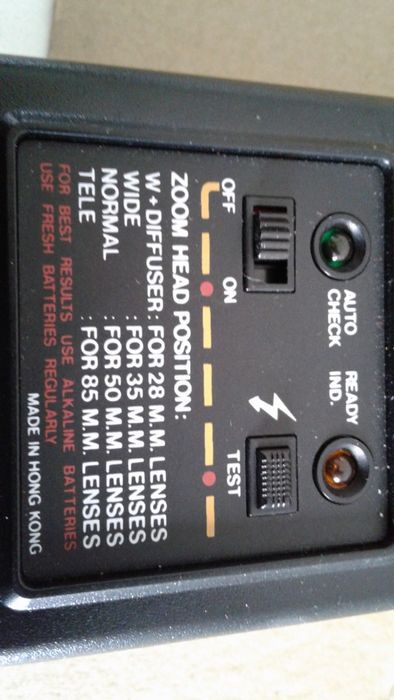 AUTO
CHECK
READY
IND.
OFF
ON
TEST
ZOOM HEAD POSITION:
W+DIFFUSER: FOR 28 M.M. LENSES
WIDE : FOR 35 M.M. LENSES
NORMAL : FOR 50 M.M. LENSES
TELE : FOR 85 M.M. LENSES
FOR BEST RESULTS USE ALKALINE BATTERIES
USE FRESH BATTERIES REGULARLY
MADE IN HONG KONG